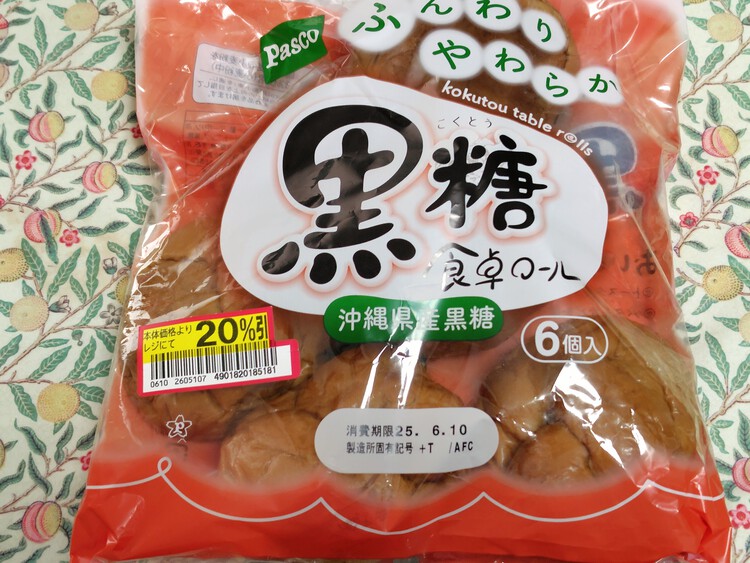 Pasco
ふんわり
やわらか
kokutou table rolls
こくとう
黒糖
食卓ロール
沖縄県産黒糖
6個入
本体価格より
レジにて
20%引
0610 2605107 4901820185181
消費期限25. 6.10
製造所固有記号 +T /AFC